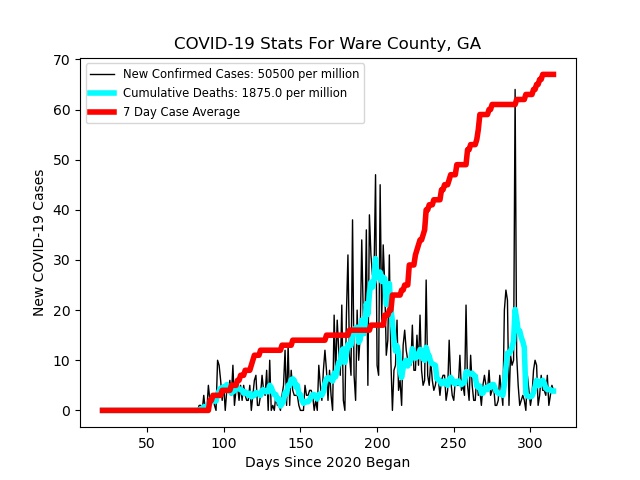 COVID-19 Stats For Ware County, GA
New Confirmed Cases: 50500 per million
Cumulative Deaths: 1875.0 per million
7 Day Case Average
New COVID-19 Cases
70
60
50
40
30
20
10
0
50 100 150 200 250 300
Days Since 2020 Began